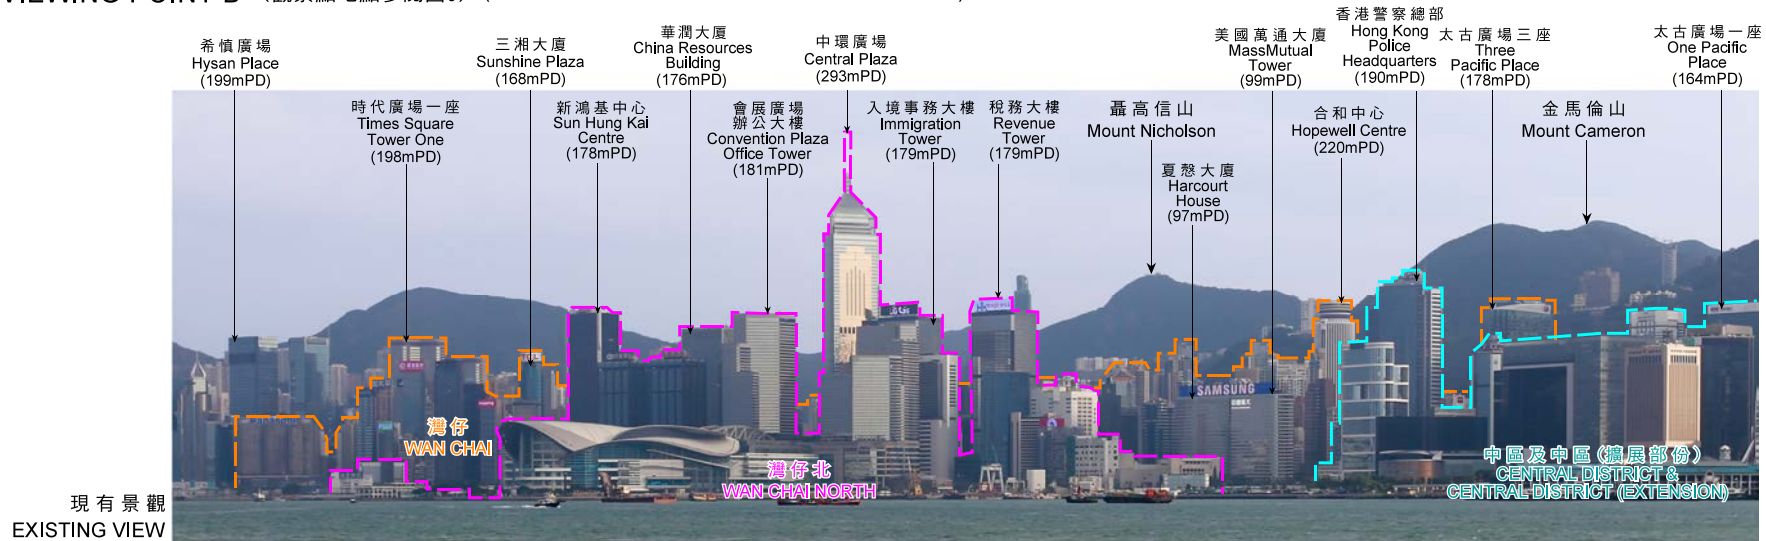 VIEWING POINT B
希慎廣場
Hysan Place
(199mPD)
時代廣場一座
Times Square
Tower One
(198mPD)
三湘大廈
Sunshine Plaza
(168mPD)
新鴻基中心
Sun Hung Kai
Centre
(178mPD)
華潤大廈
China Resources
Building
(176mPD)
會展廣場
辦公大樓
Convention Plaza
Office Tower
(181mPD)
中環廣場
Central Plaza
(293mPD)
入境事務大樓
Immigration
Tower
(179mPD)
稅務大樓
Revenue
Tower
(179mPD)
聶高信山
Mount Nicholson
夏慤大廈
Harcourt
House
(97mPD)
美國萬通大廈
MassMutual
Tower
(99mPD)
合和中心
Hopewell Centre
(220mPD)
香港警察總部
Hong Kong
Police
Headquarters
(190mPD)
太古廣場三座
Three
Pacific Place
(178mPD)
金馬倫山
Mount Cameron
太古廣場一座
One Pacific
Place
(164mPD)
SAMSUNG
灣仔
WAN CHAI
灣仔北
WAN CHAI NORTH
中區及中區(擴展部份)
CENTRAL DISTRICT &
CENTRAL DISTRICT (EXTENSION)
現有景觀
EXISTING VIEW